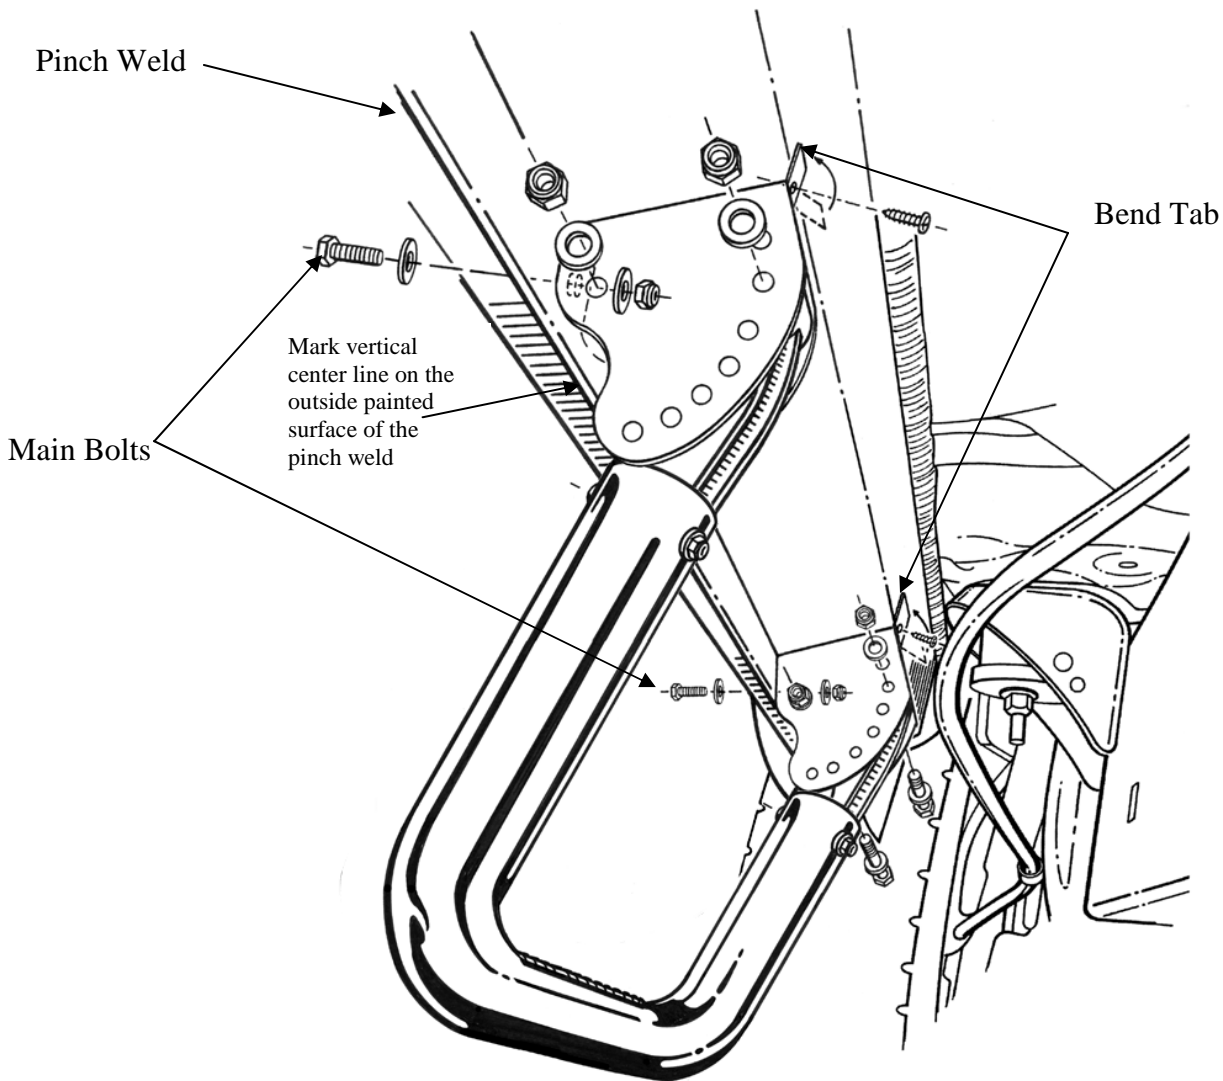 Pinch Weld
Bend Tab
Mark vertical
center line on the
outside painted
surface of the
pinch weld
Main Bolts